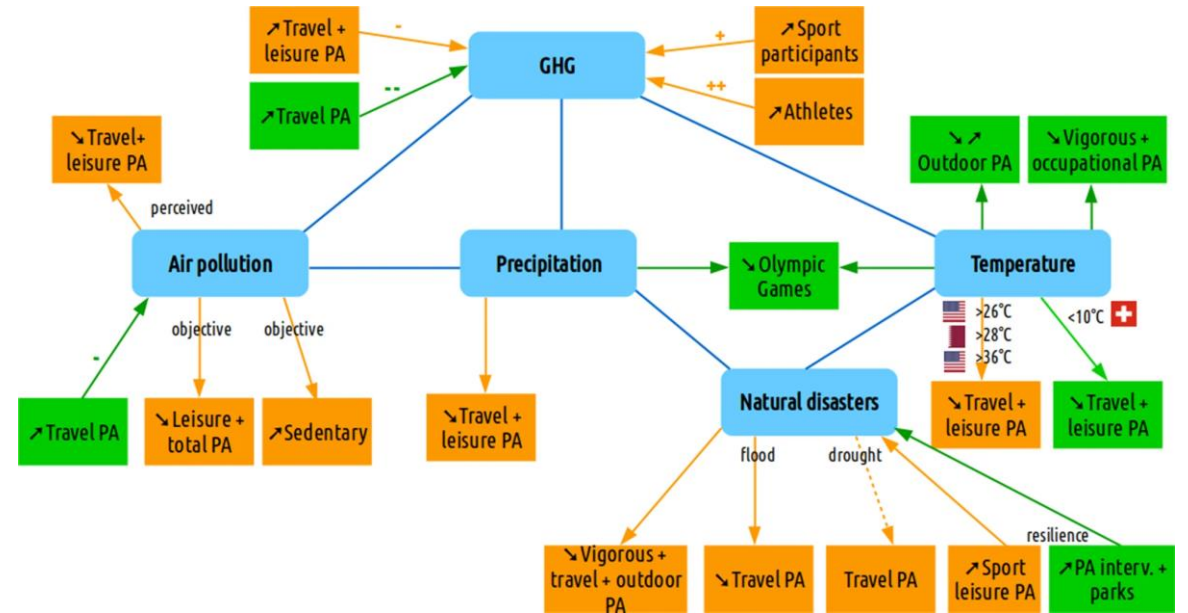 ↗Travel +
leisure PA
-
GHG
+
↗Sport
participants
--
↗Travel PA
++
↗Athletes
↘Travel+
leisure PA
↘ ↗
Outdoor PA
↘Vigorous +
occupational PA
perceived
Air pollution
Precipitation
↘Olympic
Games
Temperature
objective
objective
>26°C
<10°C
>28°C
>36°C
-
↗Travel PA
↘Leisure +
total PA
↗Sedentary
↘Travel +
leisure PA
Natural disasters
↘Travel +
leisure PA
↘Travel +
leisure PA
flood
drought
resilience
↘Vigorous +
travel + outdoor
PA
↘Travel PA
Travel PA
↗Sport
leisure PA
↗PA interv. +
parks